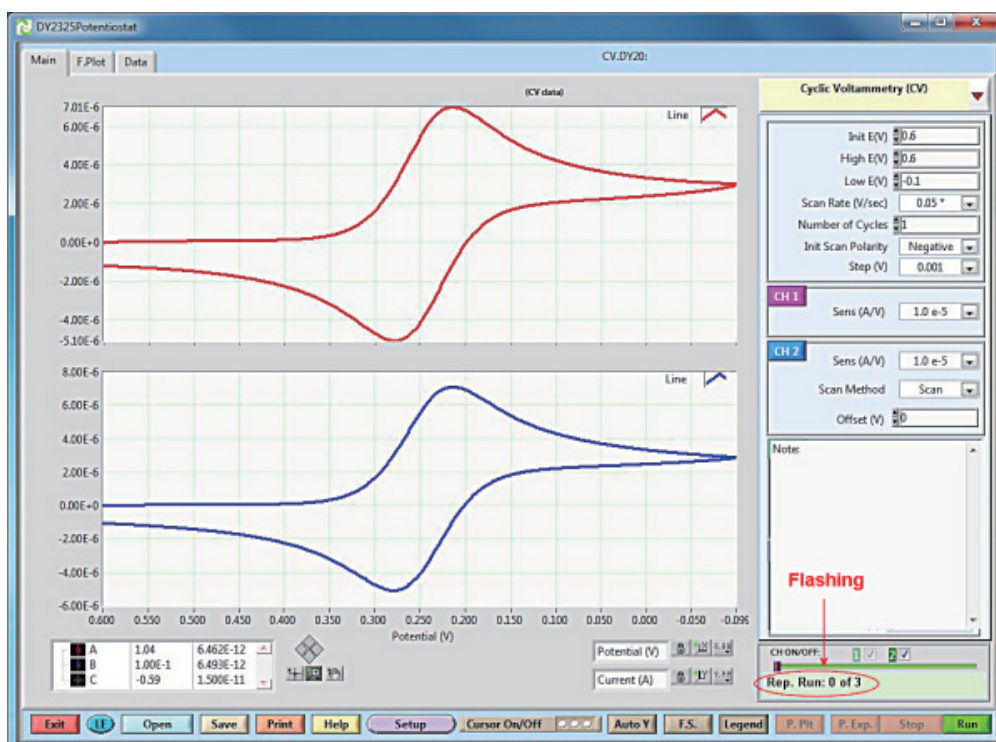 DY2325Potentiostat
Main F.Plot Data
CV.DY20:
(CV data)
Line
7.01E-6
6.00E-6
4.00E-6
2.00E-6
0.00E+0
-2.00E-6
-4.00E-6
-5.10E-6
Line
8.00E-6
6.00E-6
4.00E-6
2.00E-6
0.00E+0
-2.00E-6
-4.00E-6
-6.00E-6
0.600 0.550 0.500 0.450 0.400 0.350 0.300 0.250 0.200 0.150 0.100 0.050 0.000 -0.050 -0.095
Potential (V)
A 1.04 6.462E-12
B 1.00E-1 6.493E-12
C -0.59 1.500E-11
Potential (V)
Current (A)
Cyclic Voltammetry (CV)
Init E(V) 0.6
High E(V) 0.6
Low E(V) -0.1
Scan Rate (V/sec) 0.05 *
Number of Cycles 1
Init Scan Polarity Negative
Step (V) 0.001
CH 1
Sens (A/V) 1.0 e-5
CH 2
Sens (A/V) 1.0 e-5
Scan Method Scan
Offset (V) 0
Note:
Flashing
CH ON/OFF: 1 2
Rep. Run: 0 of 3
Exit LF Open Save Print Help Setup Cursor On/Off Auto Y F.S. Legend P. Plt P. Exp. Stop Run